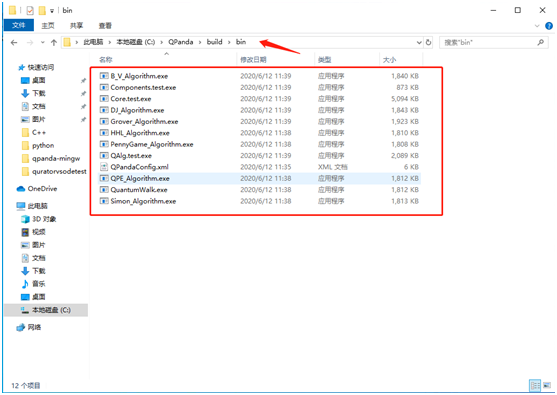 bin
文件 主页 共享 查看
此电脑 › 本地磁盘 (C:) › QPanda › build › bin
搜索"bin"
名称 修改日期 类型 大小
快速访问
桌面
下载
文档
图片
C++
python
qpanda-mingw
quratorvsodetest
OneDrive
此电脑
3D 对象
视频
图片
文档
下载
音乐
桌面
本地磁盘 (C:)
网络
B_V_Algorithm.exe 2020/6/12 11:39 应用程序 1,840 KB
Components.test.exe 2020/6/12 11:39 应用程序 873 KB
Core.test.exe 2020/6/12 11:39 应用程序 5,094 KB
DJ_Algorithm.exe 2020/6/12 11:39 应用程序 1,843 KB
Grover_Algorithm.exe 2020/6/12 11:39 应用程序 1,923 KB
HHL_Algorithm.exe 2020/6/12 11:38 应用程序 1,810 KB
PennyGame_Algorithm.exe 2020/6/12 11:38 应用程序 1,808 KB
QAlg.test.exe 2020/6/12 11:39 应用程序 2,089 KB
QPandaConfig.xml 2020/6/12 11:35 XML 文档 6 KB
QPE_Algorithm.exe 2020/6/12 11:38 应用程序 1,812 KB
QuantumWalk.exe 2020/6/12 11:38 应用程序 1,812 KB
Simon_Algorithm.exe 2020/6/12 11:38 应用程序 1,813 KB
12 个项目